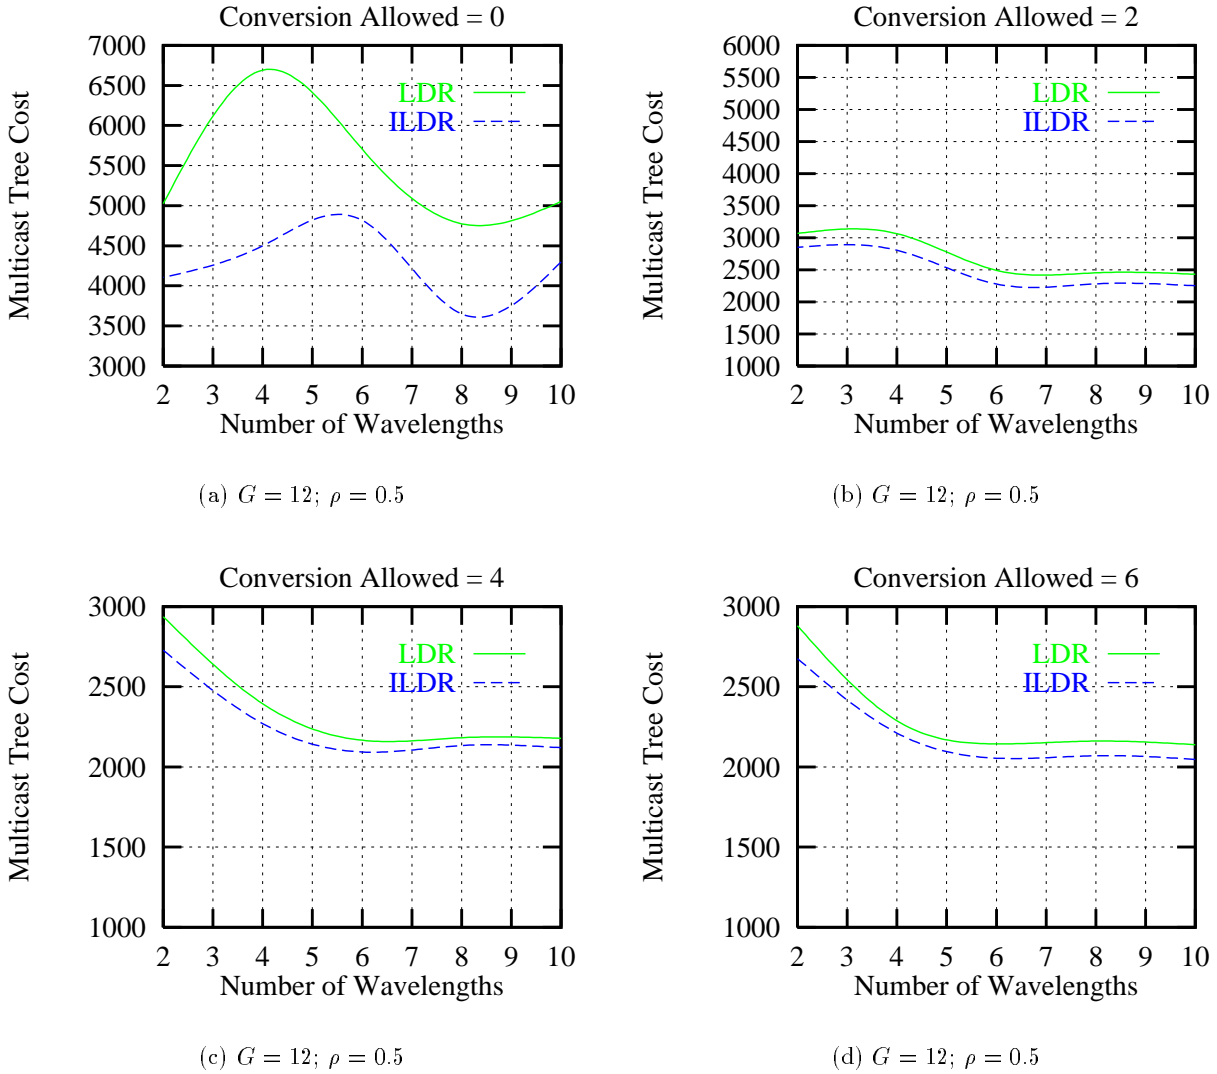 Conversion Allowed = 0
7000
6500
6000
5500
5000
4500
4000
3500
3000
Multicast Tree Cost
LDR
ILDR
2 3 4 5 6 7 8 9 10
Number of Wavelengths
(a) G = 12; ρ = 0.5
Conversion Allowed = 2
6000
5500
5000
4500
4000
3500
3000
2500
2000
1500
1000
Multicast Tree Cost
LDR
ILDR
2 3 4 5 6 7 8 9 10
Number of Wavelengths
(b) G = 12; ρ = 0.5
Conversion Allowed = 4
3000
2500
2000
1500
1000
Multicast Tree Cost
LDR
ILDR
2 3 4 5 6 7 8 9 10
Number of Wavelengths
(c) G = 12; ρ = 0.5
Conversion Allowed = 6
3000
2500
2000
1500
1000
Multicast Tree Cost
LDR
ILDR
2 3 4 5 6 7 8 9 10
Number of Wavelengths
(d) G = 12; ρ = 0.5